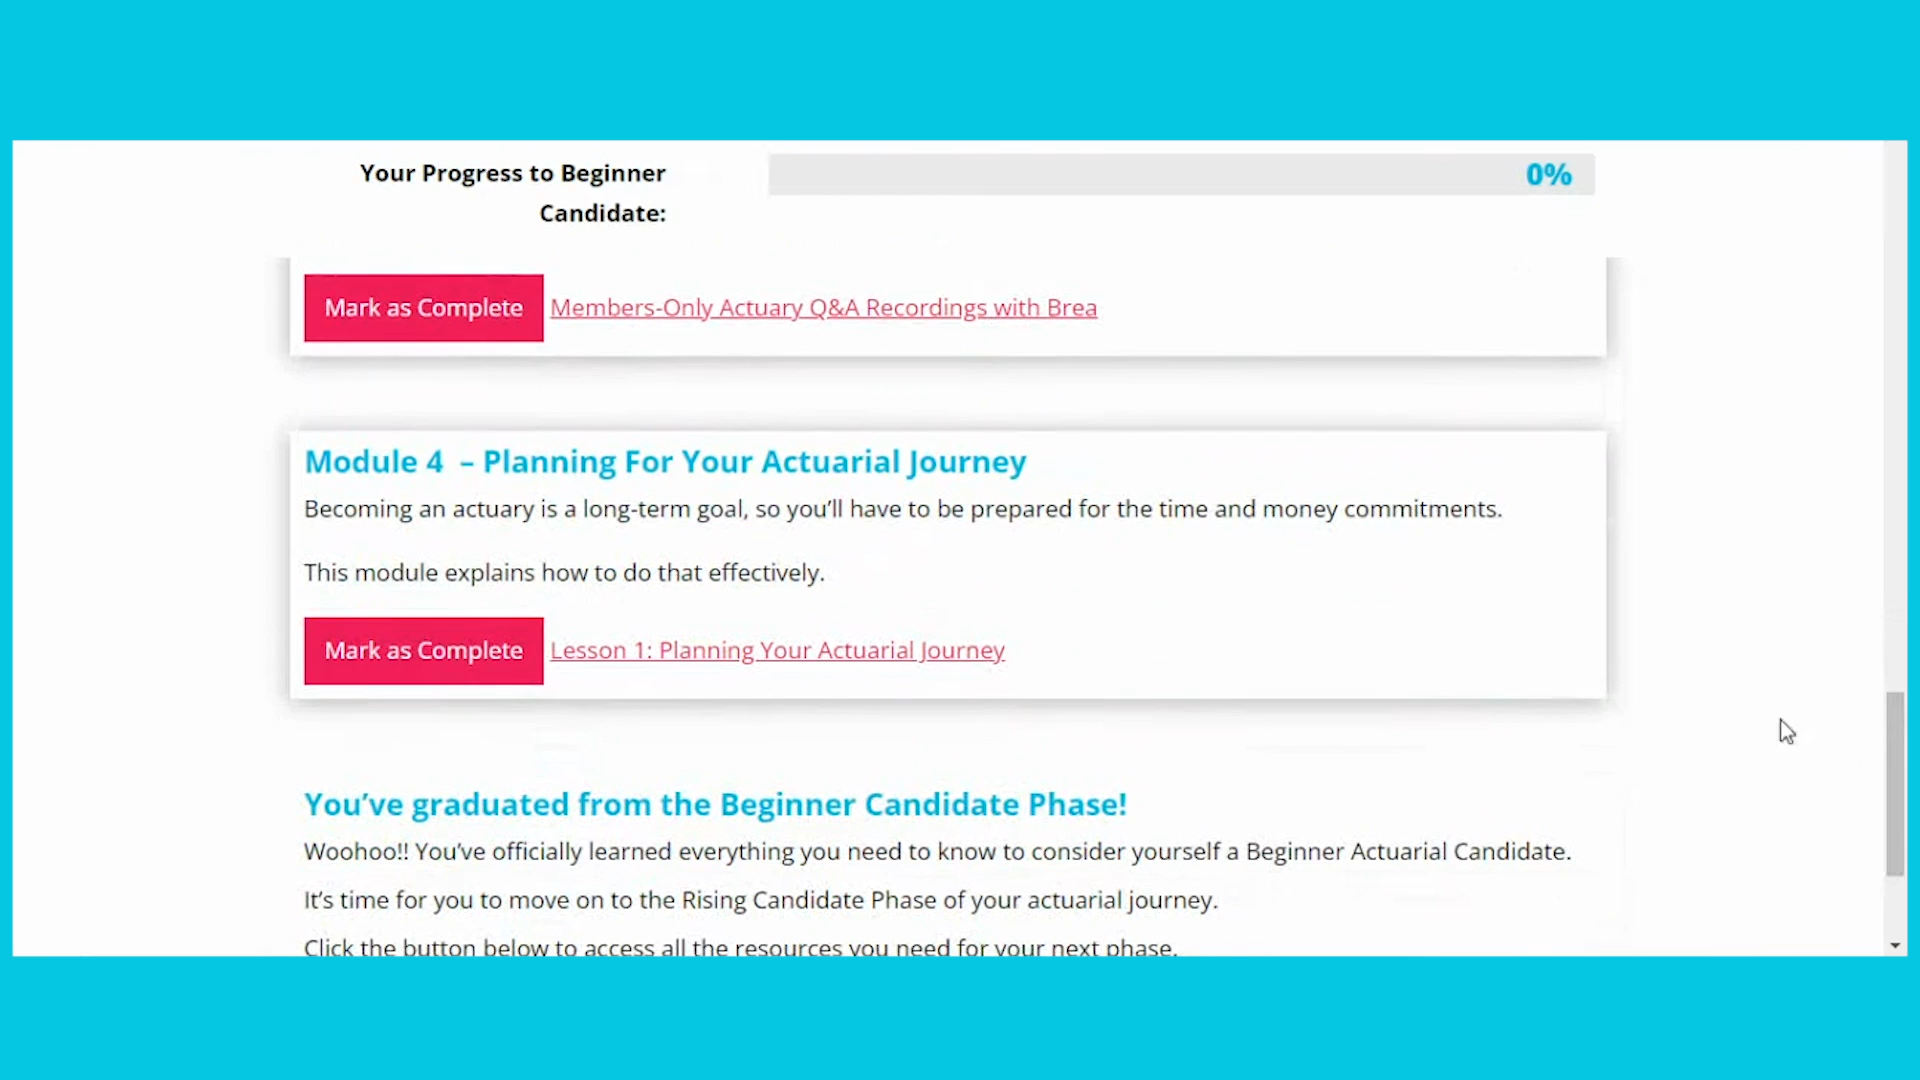 Your Progress to Beginner
Candidate:
0%
Mark as Complete Members-Only Actuary Q&A Recordings with Brea
Module 4 – Planning For Your Actuarial Journey
Becoming an actuary is a long-term goal, so you’ll have to be prepared for the time and money commitments.
This module explains how to do that effectively.
Mark as Complete Lesson 1: Planning Your Actuarial Journey
You’ve graduated from the Beginner Candidate Phase!
Woohoo!! You’ve officially learned everything you need to know to consider yourself a Beginner Actuarial Candidate.
It’s time for you to move on to the Rising Candidate Phase of your actuarial journey.
Click the button below to access all the resources you need for your next phase.